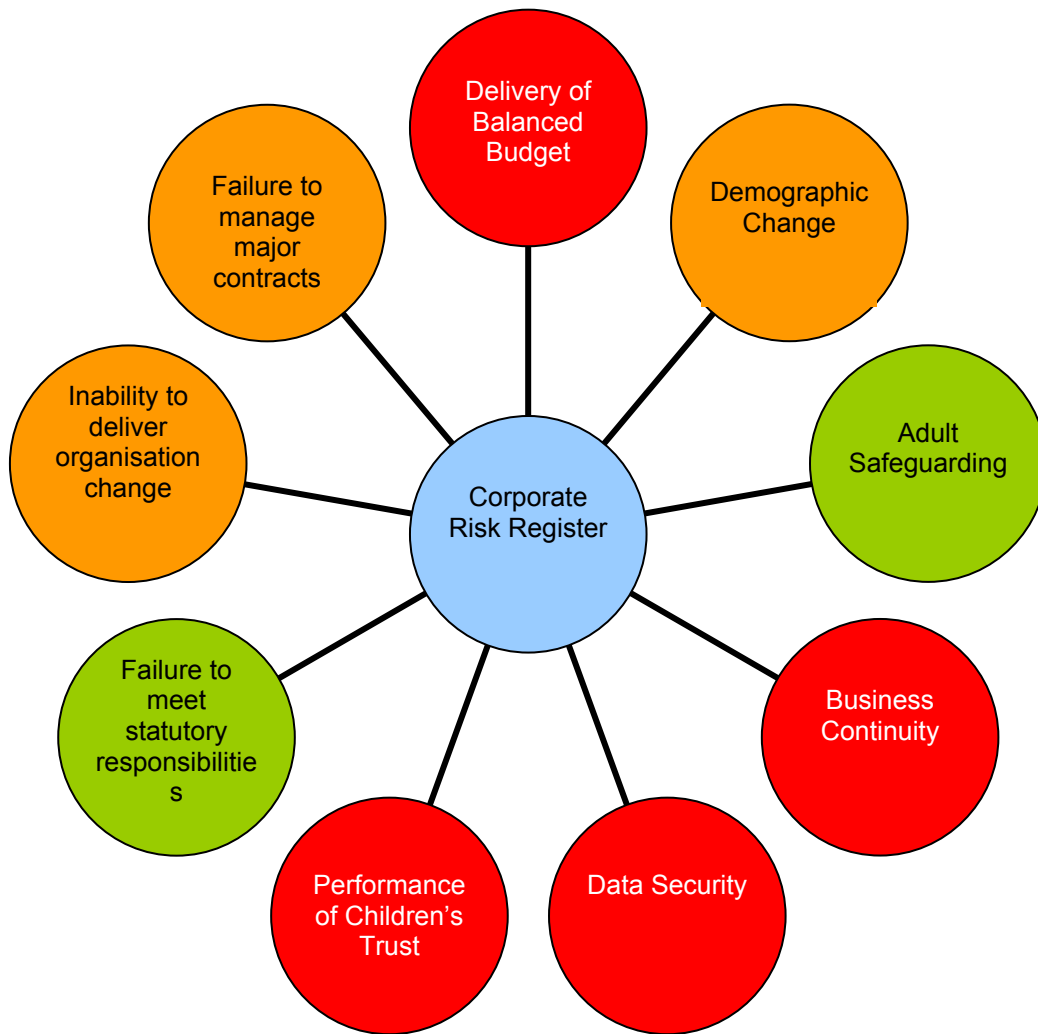 Delivery of
Balanced
Budget
Demographic
Change
Adult
Safeguarding
Business
Continuity
Data Security
Performance
of Children’s
Trust
Failure to
meet
statutory
responsibilitie
s
Inability to
deliver
organisation
change
Failure to
manage
major
contracts
Corporate
Risk Register